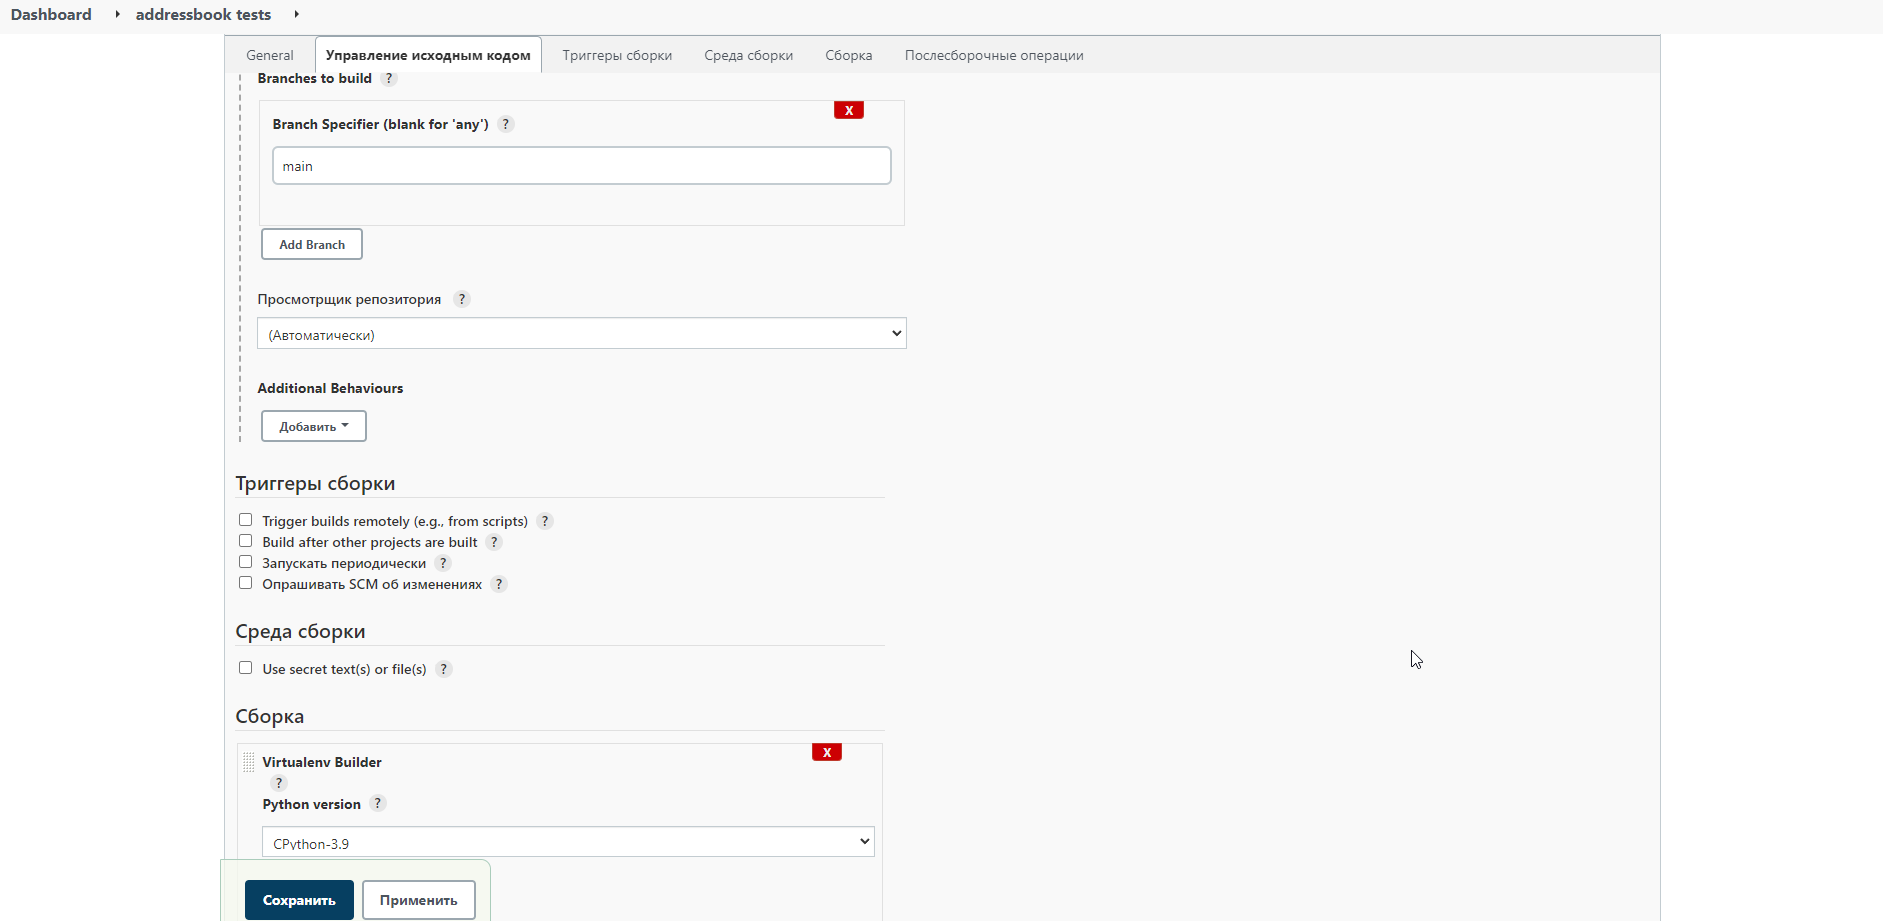 Dashboard addressbook tests
General Управление исходным кодом Триггеры сборки Среда сборки Сборка Послесборочные операции
Branches to build ?
X
Branch Specifier (blank for 'any') ?
main
Add Branch
Просмотрщик репозитория ?
(Автоматически)
Additional Behaviours
Добавить
Триггеры сборки
Trigger builds remotely (e.g., from scripts) ?
Build after other projects are built ?
Запускать периодически ?
Опрашивать SCM об изменениях ?
Среда сборки
Use secret text(s) or file(s) ?
Сборка
X
Virtualenv Builder
?
Python version ?
CPython-3.9
Сохранить Применить